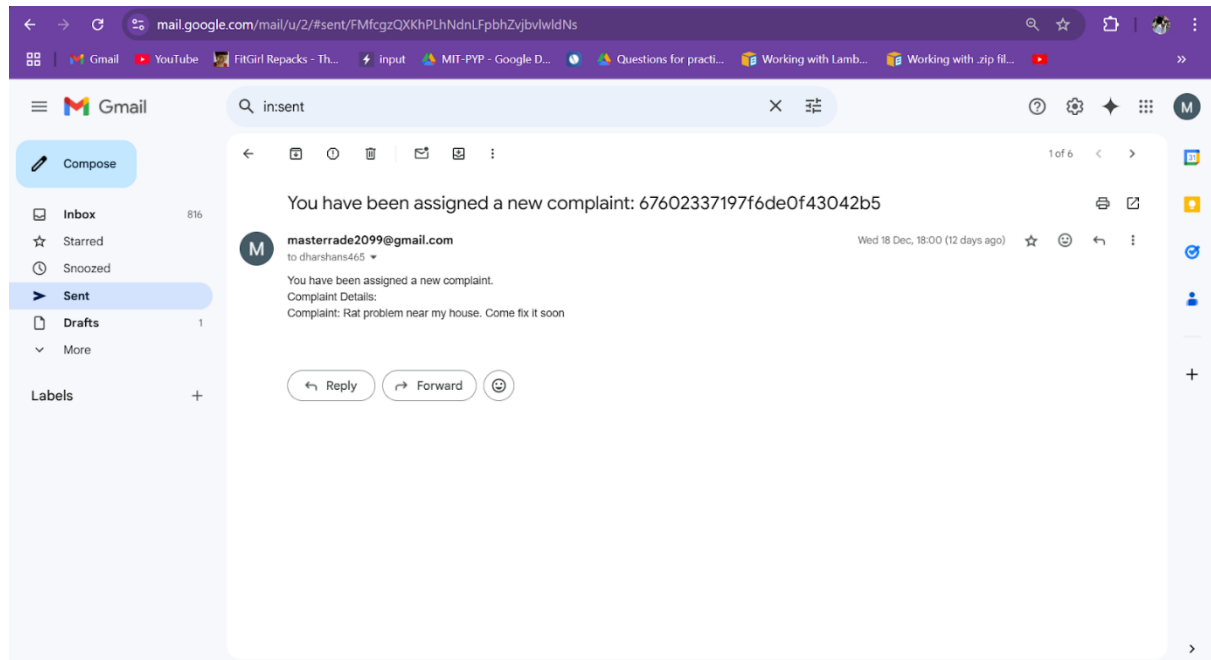 mail.google.com/mail/u/2/#sent/FMfcgzQXKhPLhNdnLFpbhZvjbvlwldNs
Gmail YouTube FitGirl Repacks - Th... input MIT-PYP - Google D... Questions for practi... Working with Lamb... Working with .zip fil... »
Gmail in:sent M
Compose 1 of 6 31
You have been assigned a new complaint: 67602337197f6de0f43042b5
Inbox 816
M masterrade2099@gmail.com Wed 18 Dec, 18:00 (12 days ago)
Starred
to dharshans465
Snoozed
You have been assigned a new complaint.
Sent
Complaint Details:
Complaint: Rat problem near my house. Come fix it soon
Drafts 1
More
Reply Forward
Labels +